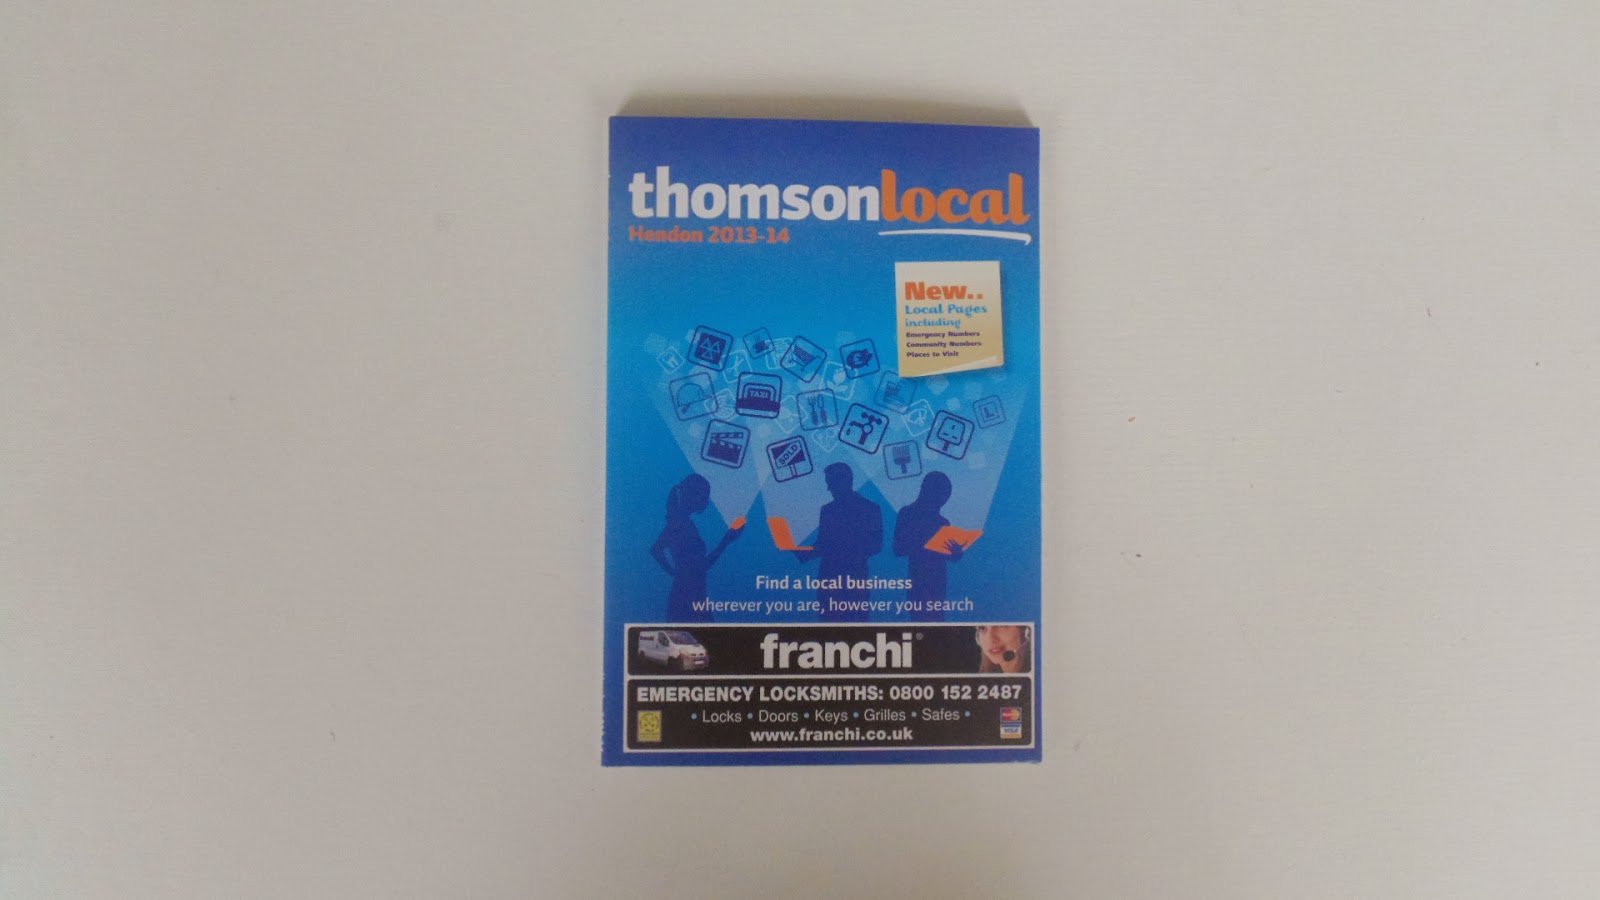 thomsonlocal
Hendon 2013-14
New..
Local Pages
including
Emergency Numbers
Community Numbers
Places to Visit
TAXI
L
SOLD
Find a local business
wherever you are, however you search
franchi®
EMERGENCY LOCKSMITHS: 0800 152 2487
• Locks • Doors • Keys • Grilles • Safes •
www.franchi.co.uk
VISA